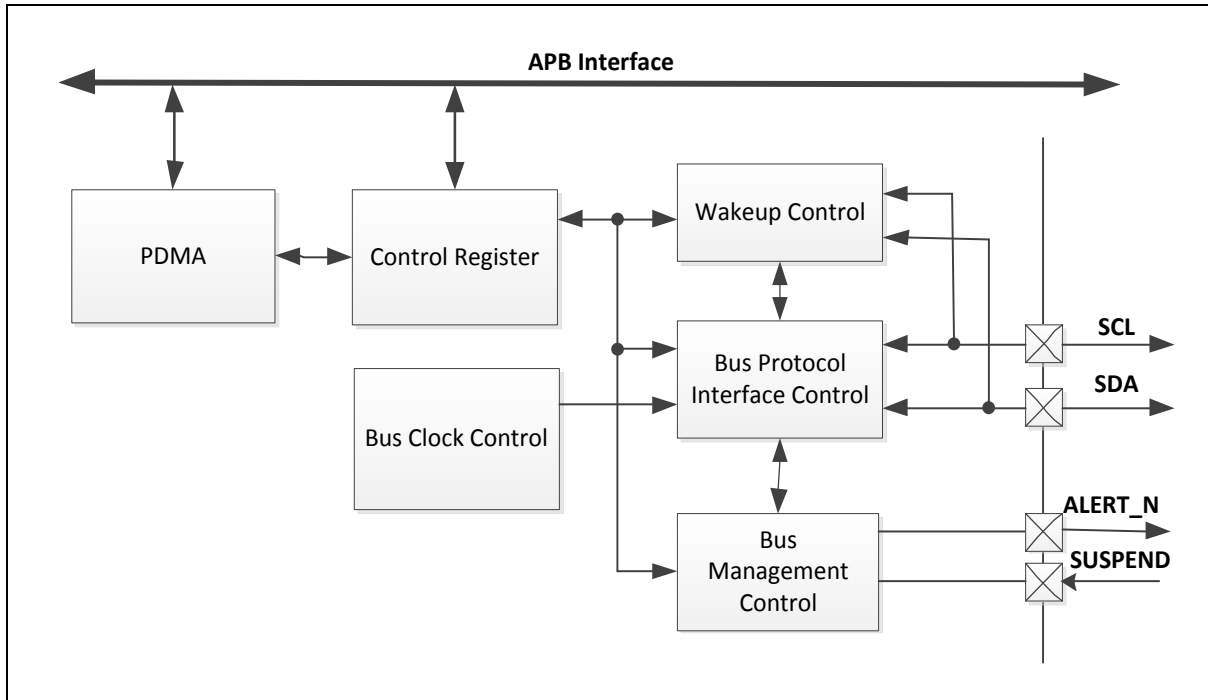 APB Interface
PDMA
Control Register
Wakeup Control
Bus Clock Control
Bus Protocol
Interface Control
Bus
Management
Control
SCL
SDA
ALERT_N
SUSPEND